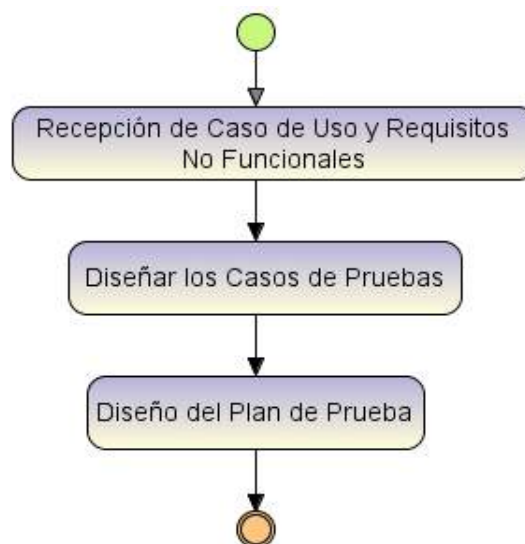 Recepción de Caso de Uso y Requisitos
No Funcionales
Diseñar los Casos de Pruebas
Diseño del Plan de Prueba